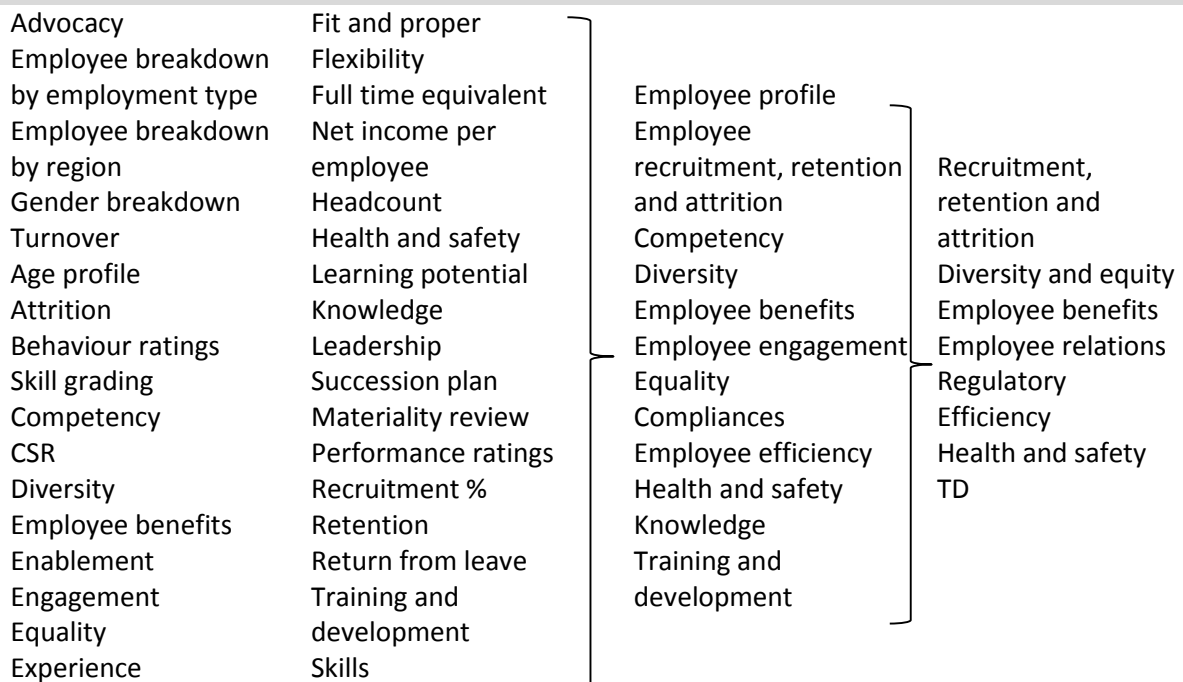 Advocacy
Employee breakdown
by employment type
Employee breakdown
by region
Gender breakdown
Turnover
Age profile
Attrition
Behaviour ratings
Skill grading
Competency
CSR
Diversity
Employee benefits
Enablement
Engagement
Equality
Experience
Fit and proper
Flexibility
Full time equivalent
Net income per
employee
Headcount
Health and safety
Learning potential
Knowledge
Leadership
Succession plan
Materiality review
Performance ratings
Recruitment %
Retention
Return from leave
Training and
development
Skills
Employee profile
Employee
recruitment, retention
and attrition
Competency
Diversity
Employee benefits
Employee engagement
Equality
Compliances
Employee efficiency
Health and safety
Knowledge
Training and
development
Recruitment,
retention and
attrition
Diversity and equity
Employee benefits
Employee relations
Regulatory
Efficiency
Health and safety
TD